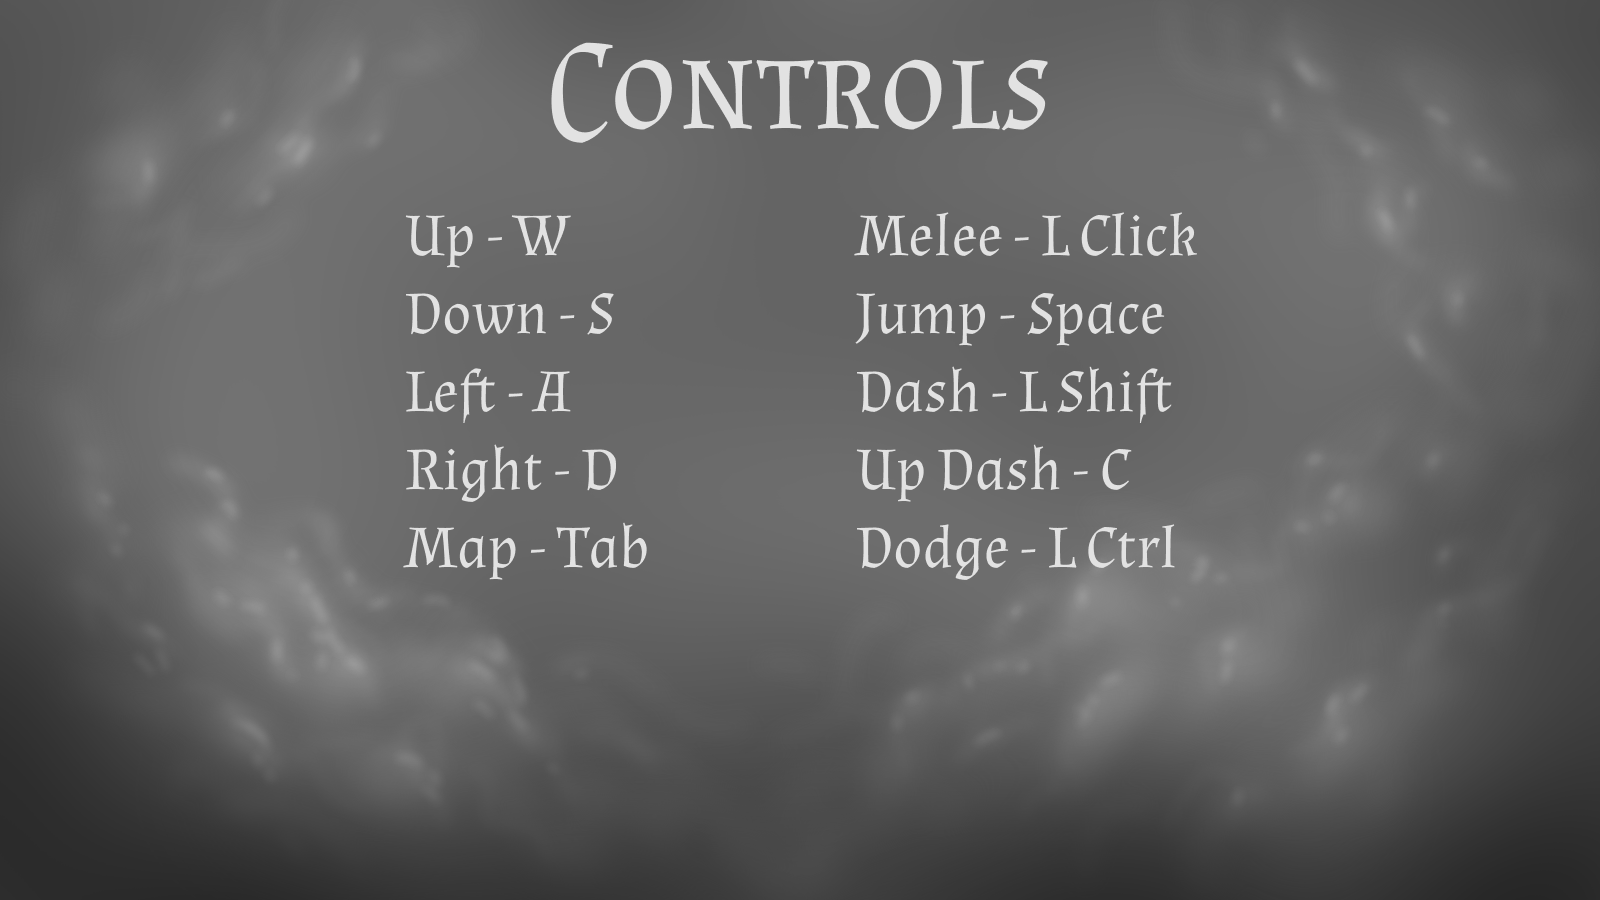 Controls
Up - W
Down - S
Left - A
Right - D
Map - Tab
Melee - L Click
Jump - Space
Dash - L Shift
Up Dash - C
Dodge - L Ctrl